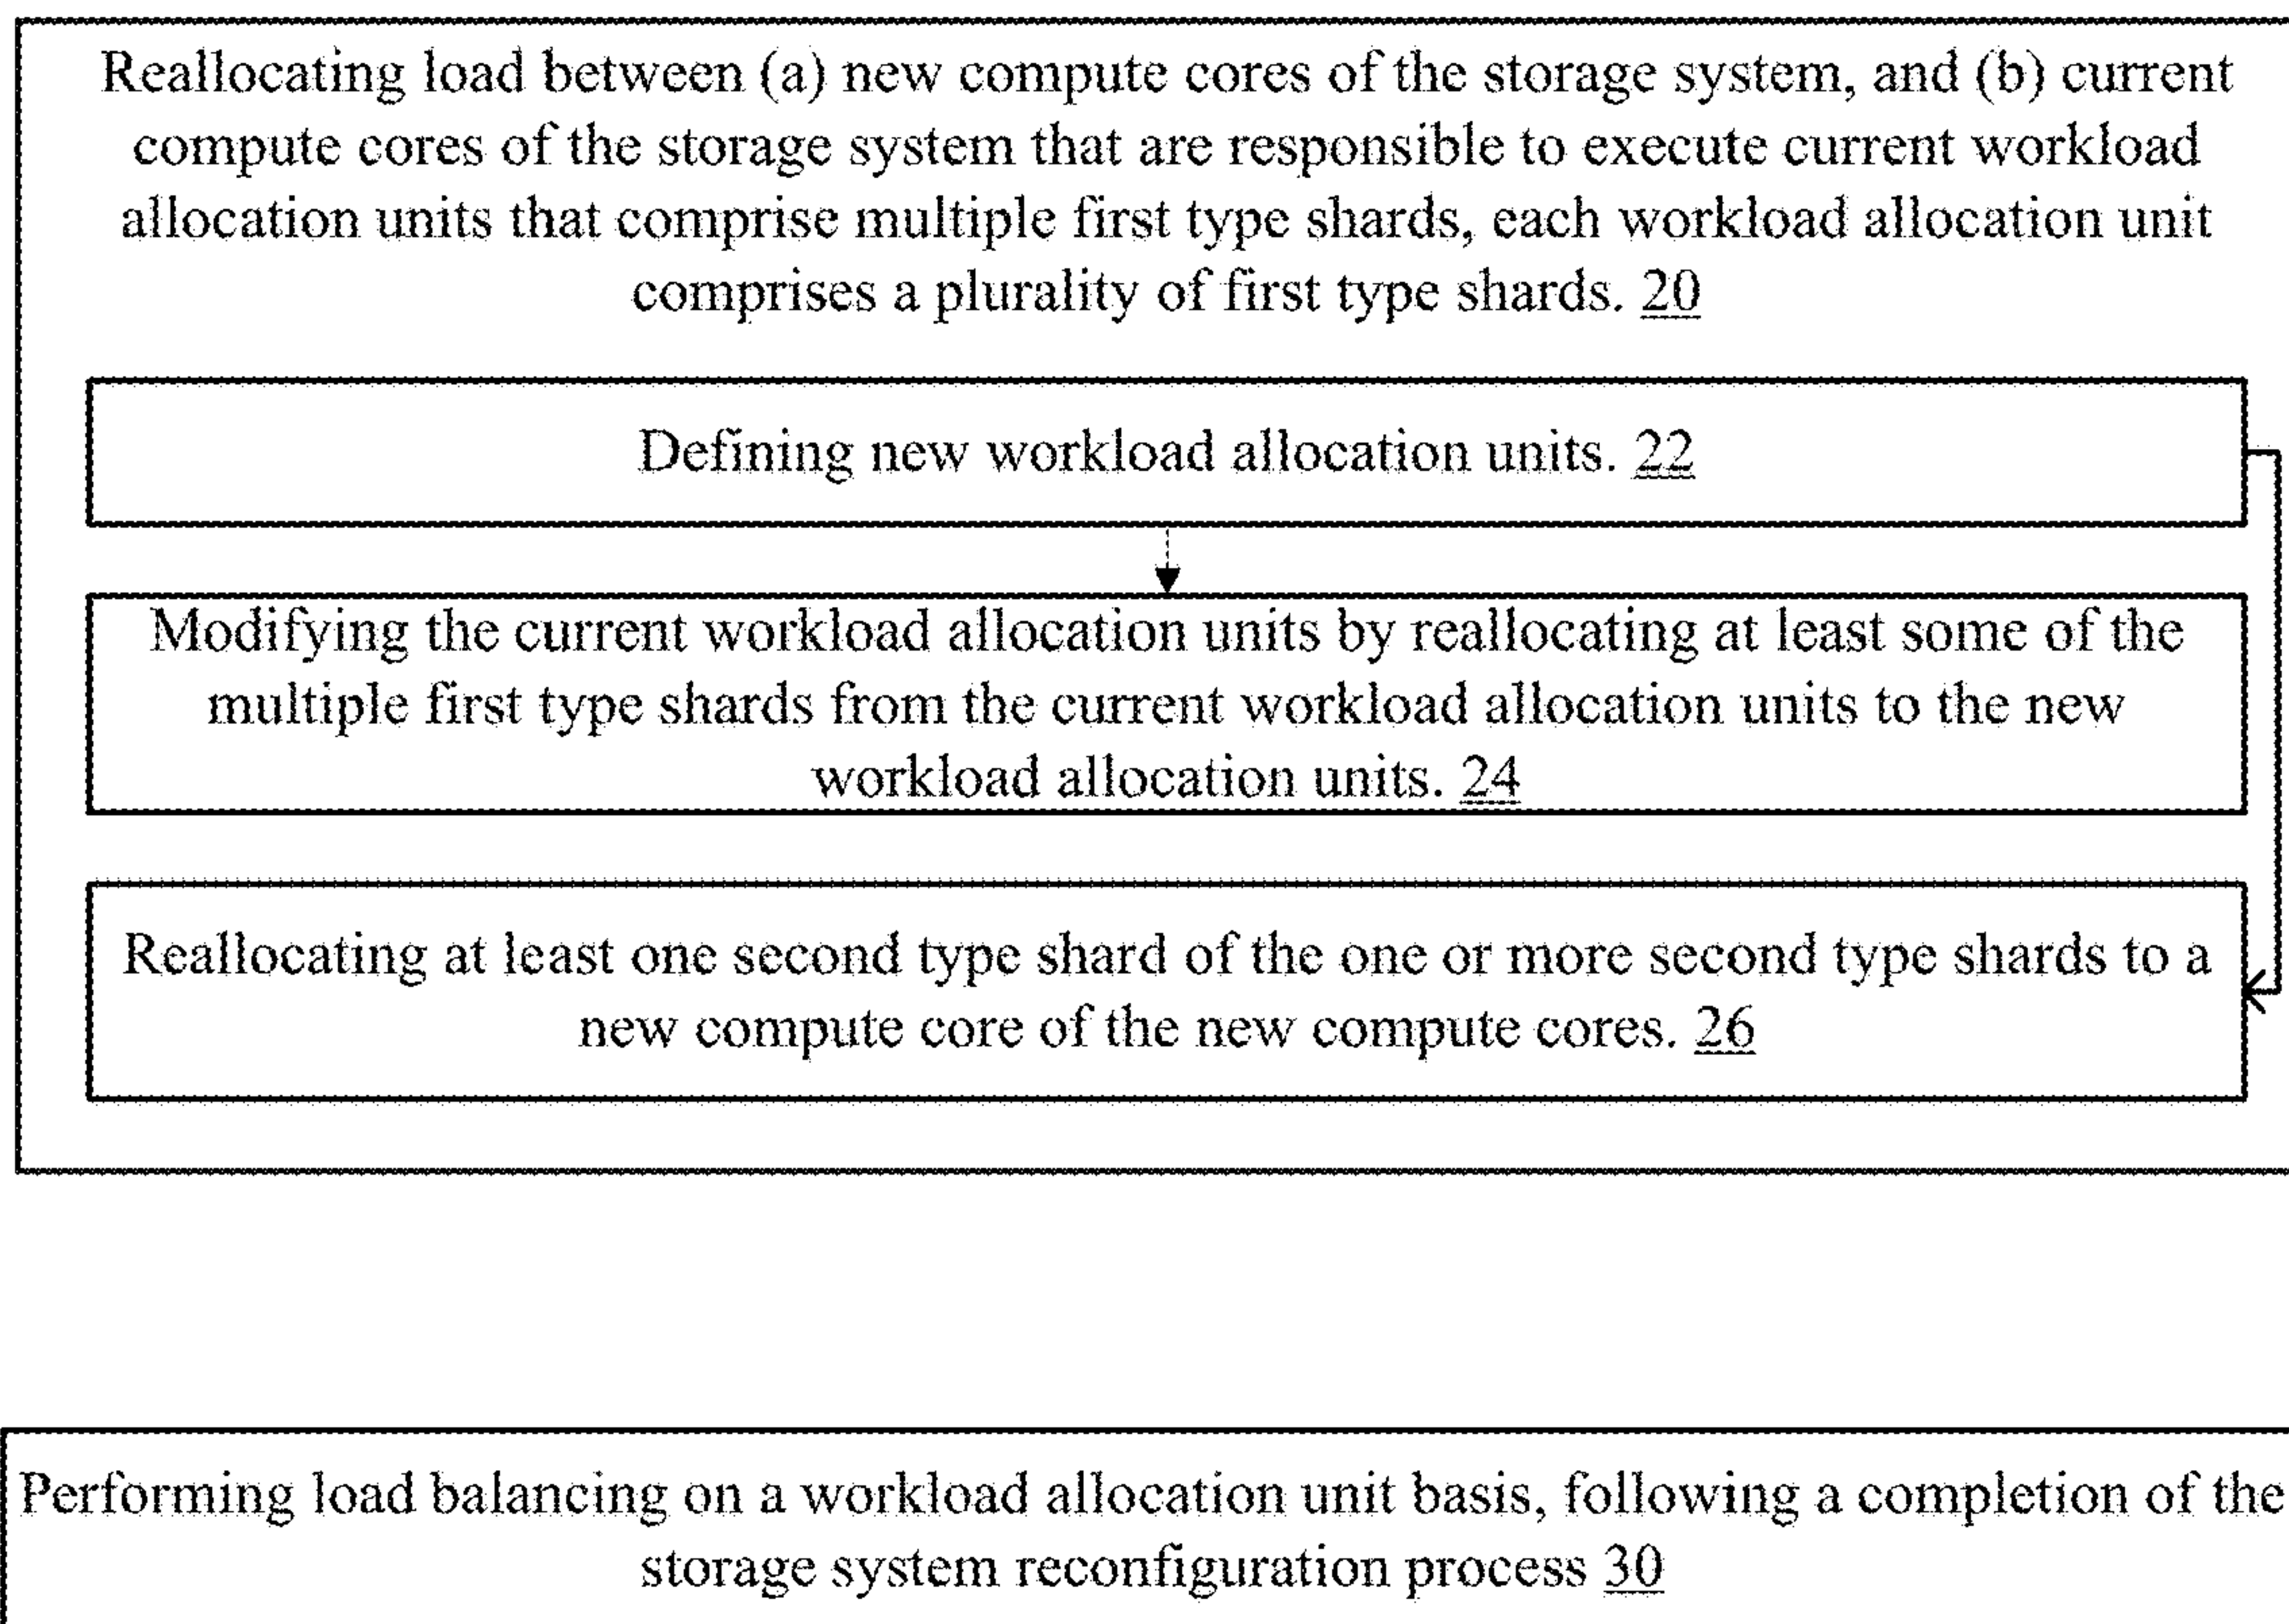 Reallocating load between (a) new compute cores of the storage system, and (b) current
compute cores of the storage system that are responsible to execute current workload
allocation units that comprise multiple first type shards, each workload allocation unit
comprises a plurality of first type shards. 20
Defining new workload allocation units. 22
Modifying the current workload allocation units by reallocating at least some of the
multiple first type shards from the current workload allocation units to the new
workload allocation units. 24
Reallocating at least one second type shard of the one or more second type shards to a
new compute core of the new compute cores. 26
Performing load balancing on a workload allocation unit basis, following a completion of the
storage system reconfiguration process 30